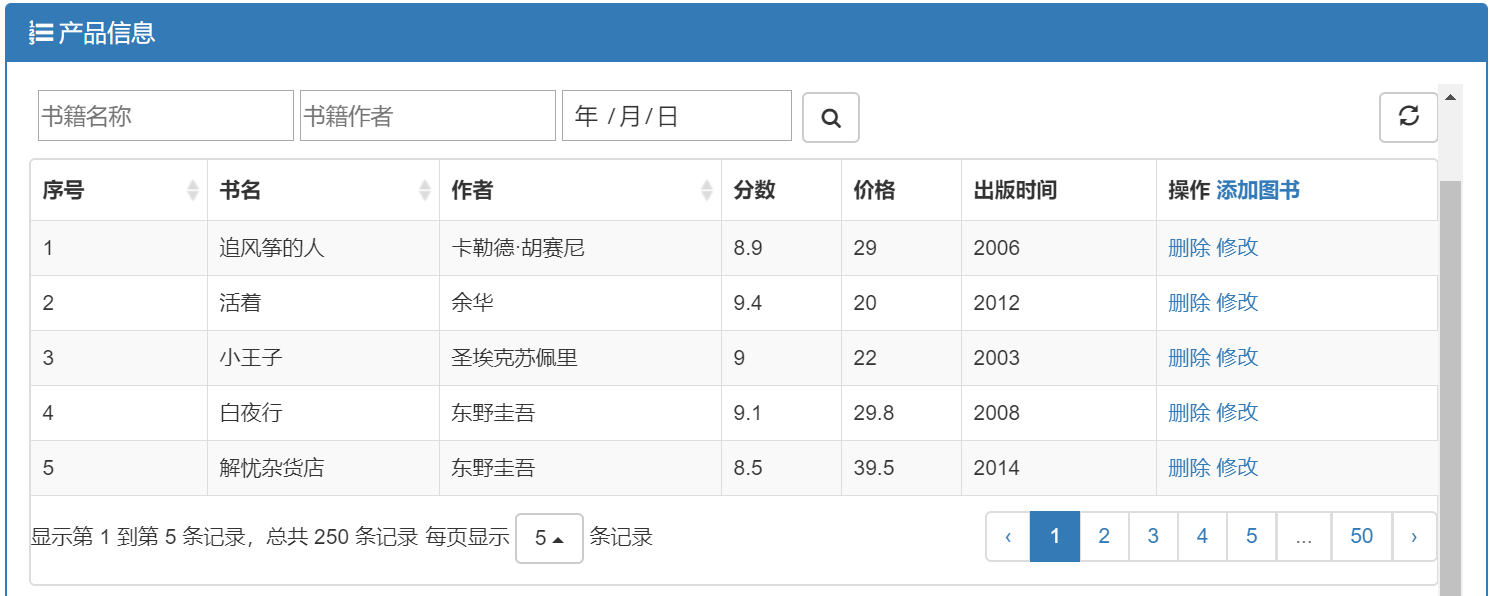 产品信息
书籍名称 书籍作者 年 /月/日
序号 书名 作者 分数 价格 出版时间 操作 添加图书
1 追风筝的人 卡勒德·胡赛尼 8.9 29 2006 删除 修改
2 活着 余华 9.4 20 2012 删除 修改
3 小王子 圣埃克苏佩里 9 22 2003 删除 修改
4 白夜行 东野圭吾 9.1 29.8 2008 删除 修改
5 解忧杂货店 东野圭吾 8.5 39.5 2014 删除 修改
显示第 1 到第 5 条记录，总共 250 条记录 每页显示 5 条记录 ‹ 1 2 3 4 5 ... 50 ›